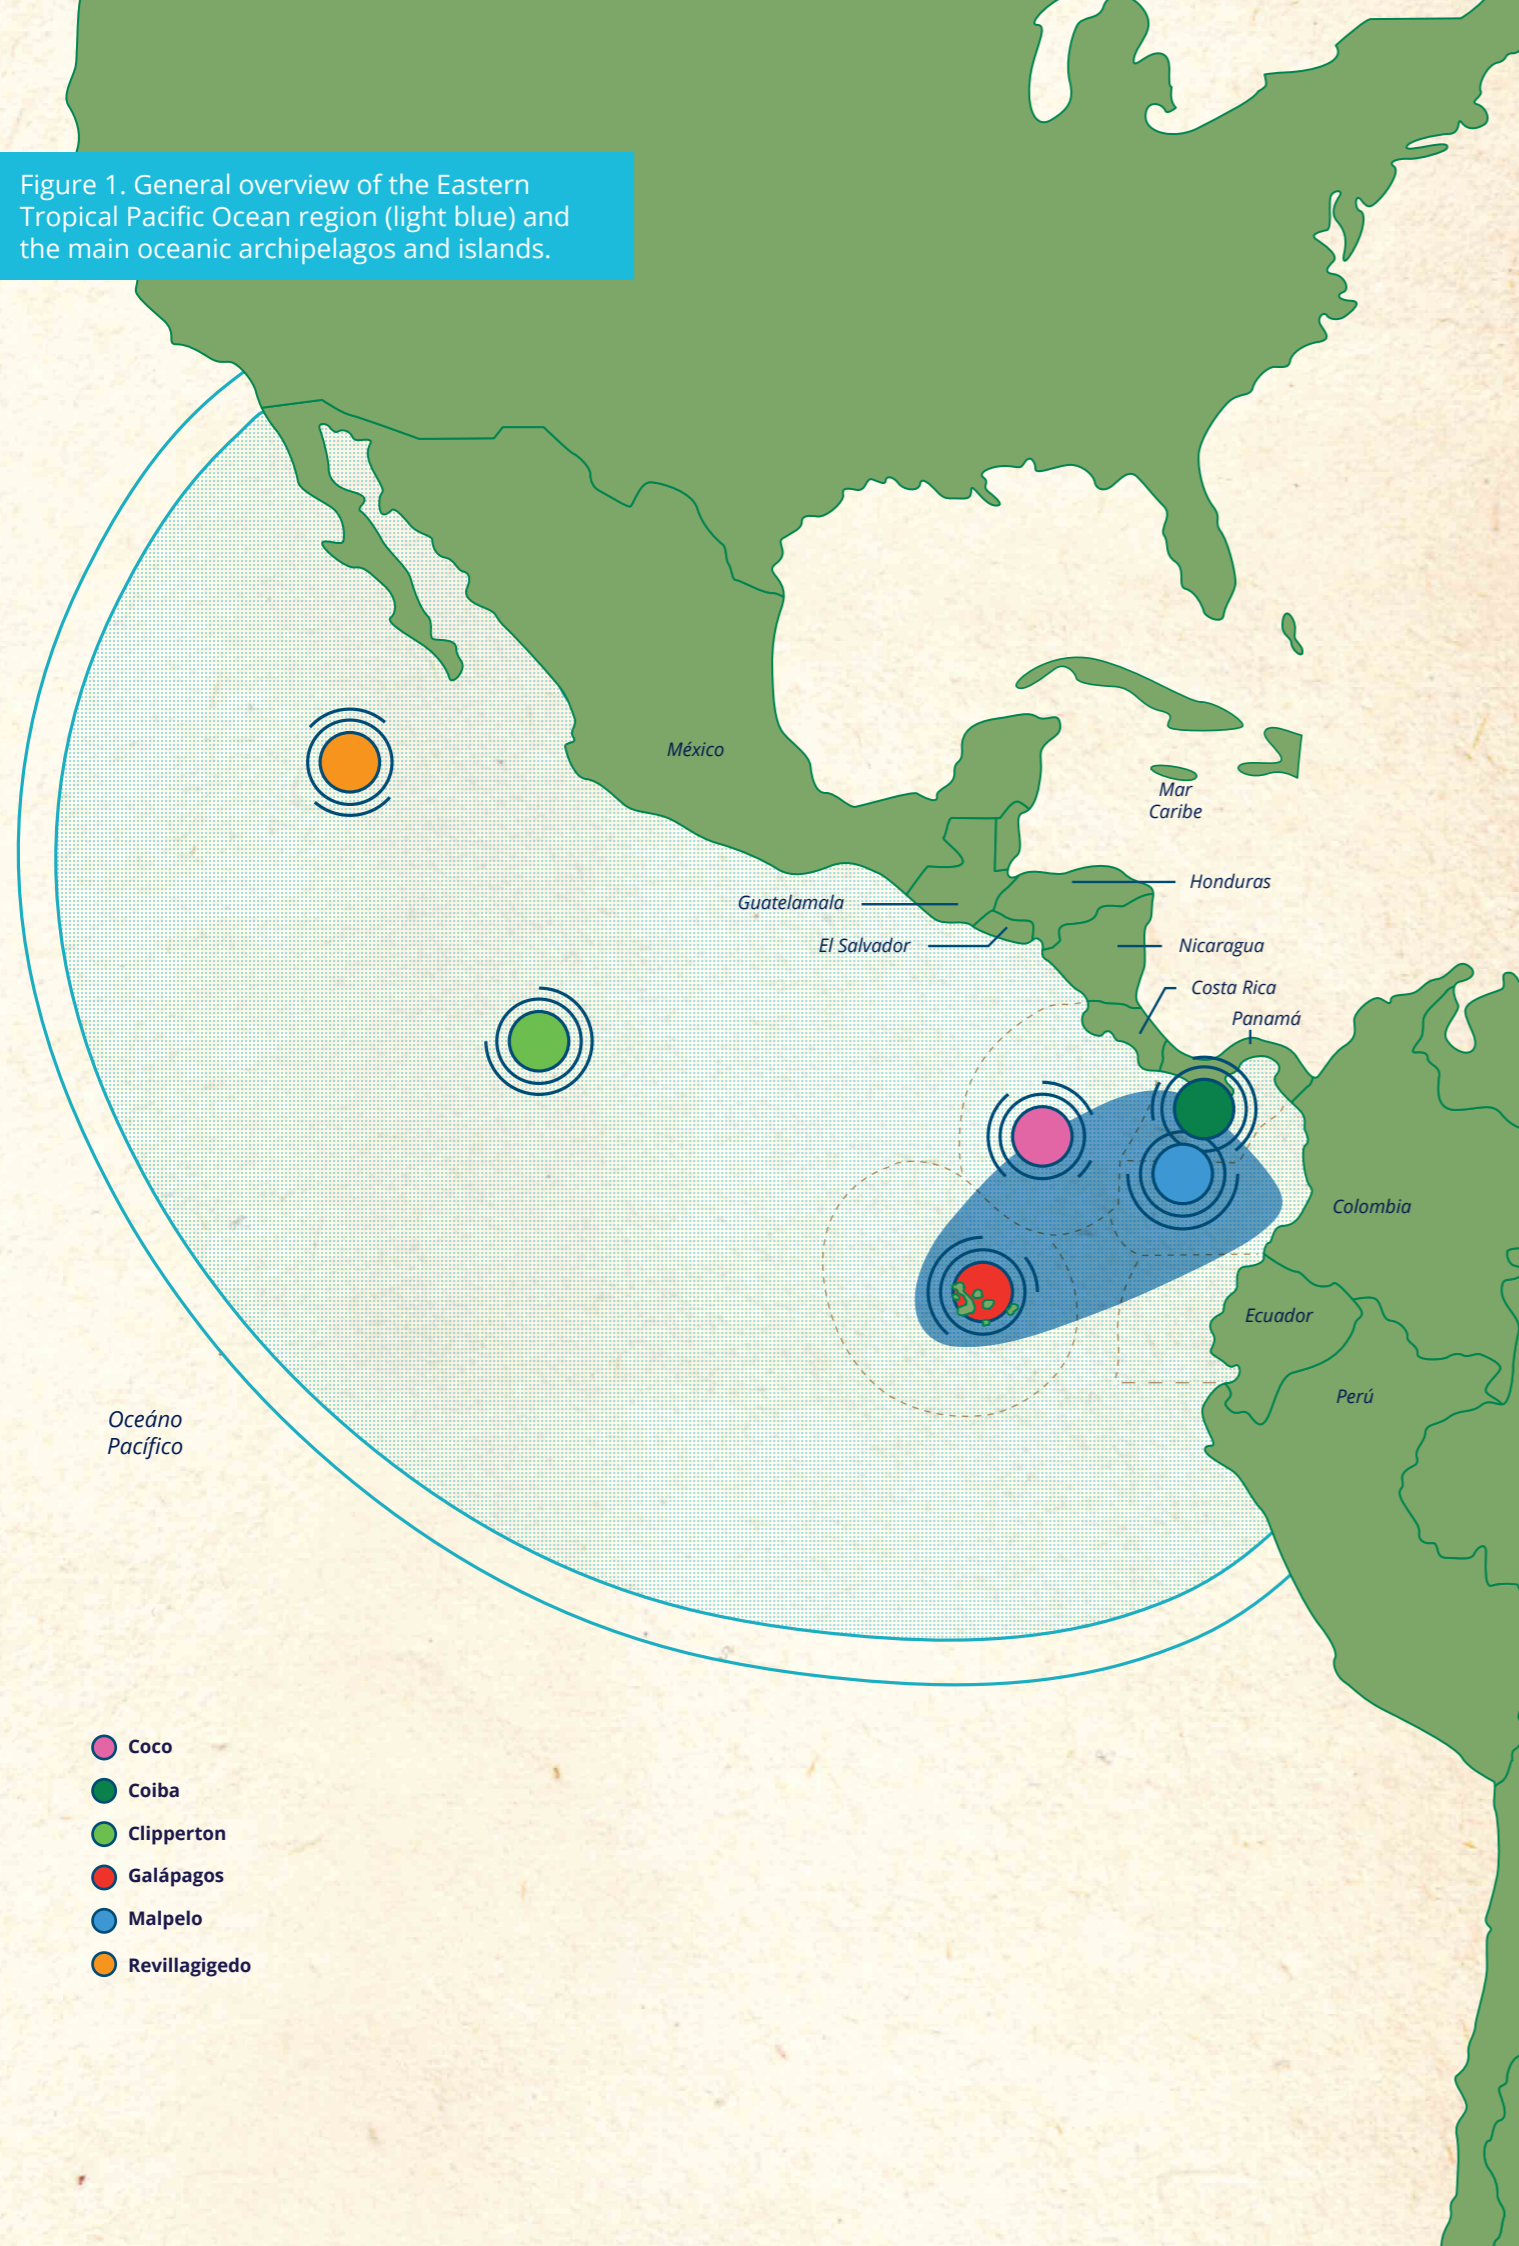 Figure 1. General overview of the Eastern
Tropical Pacific Ocean region (light blue) and
the main oceanic archipelagos and islands.
México
Mar
Caribe
Honduras
Guatelamala
El Salvador
Nicaragua
Costa Rica
Panamá
Colombia
Ecuador
Perú
Oceáno
Pacífico
Coco
Coiba
Clipperton
Galápagos
Malpelo
Revillagigedo